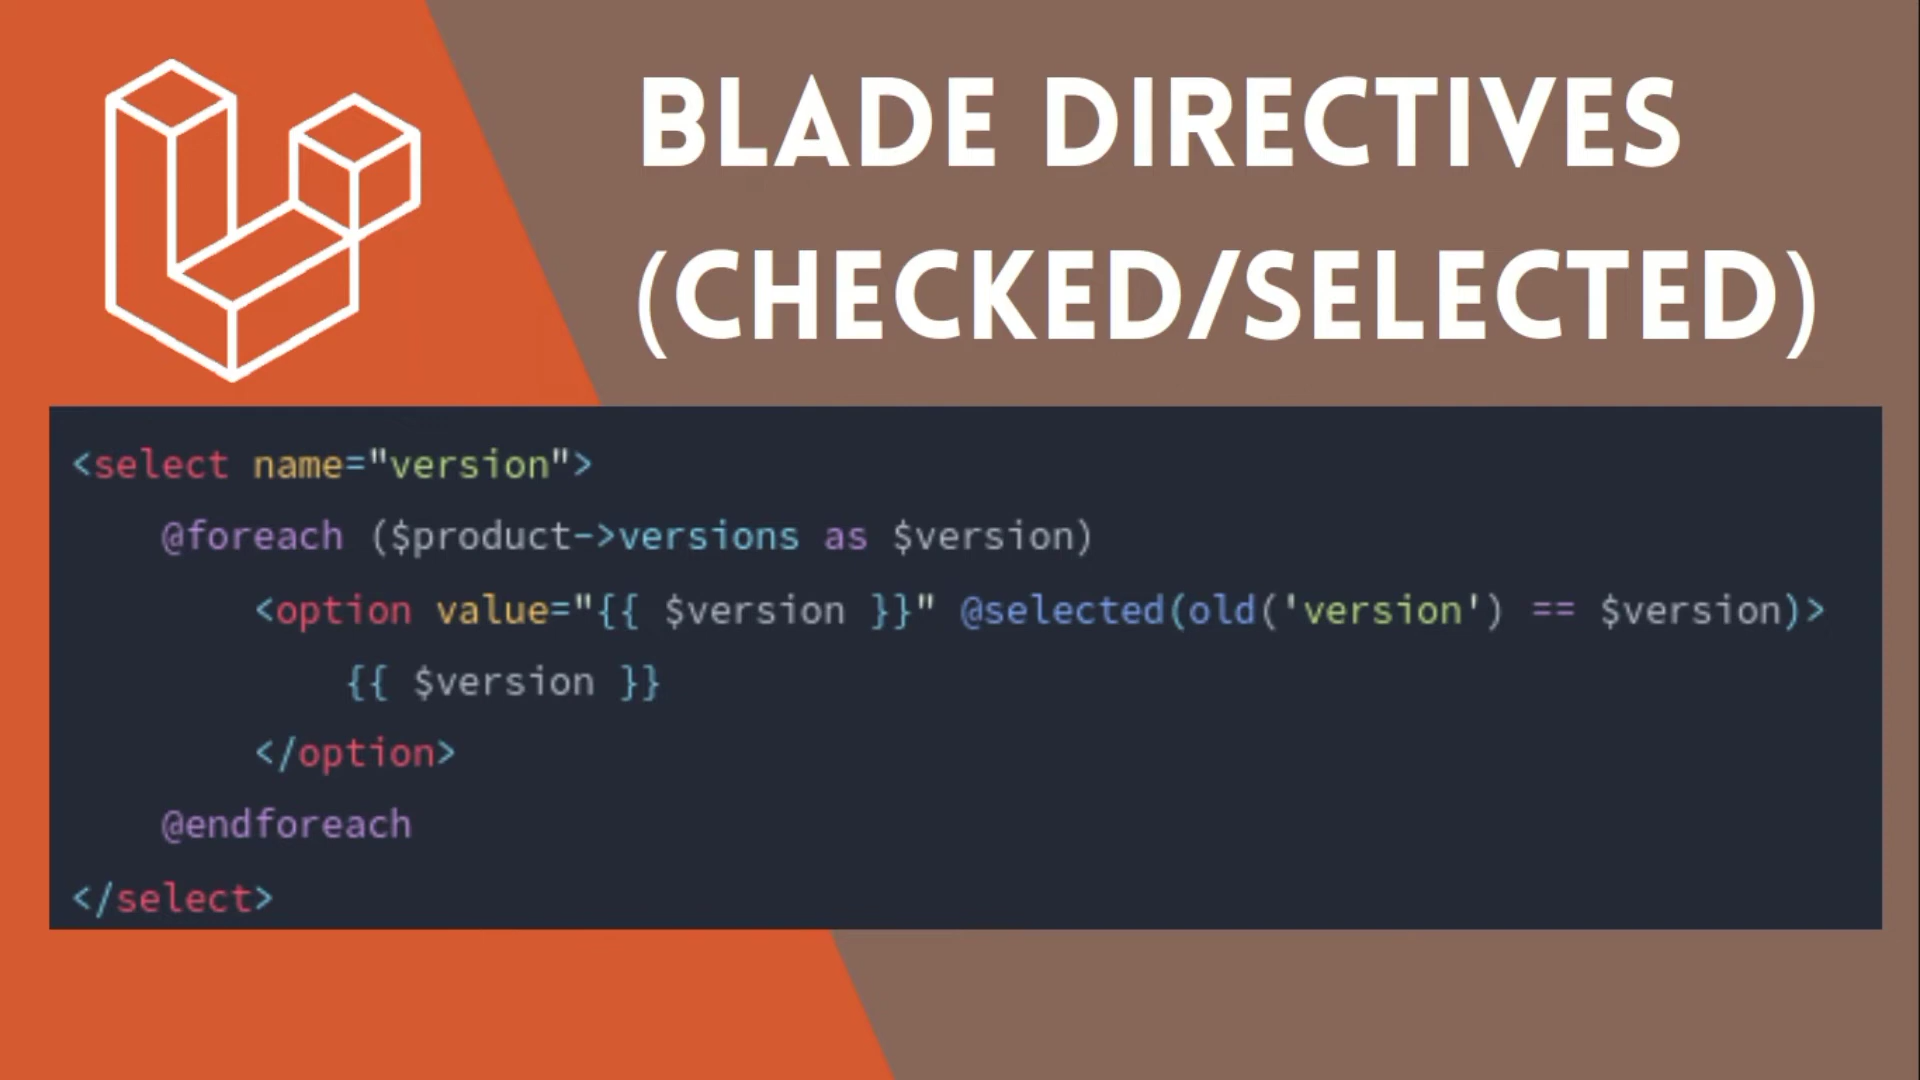 BLADE DIRECTIVES
(CHECKED/SELECTED)
<select name="version">
    @foreach ($product->versions as $version)
        <option value="{{ $version }}" @selected(old('version') == $version)>
            {{ $version }}
        </option>
    @endforeach
</select>